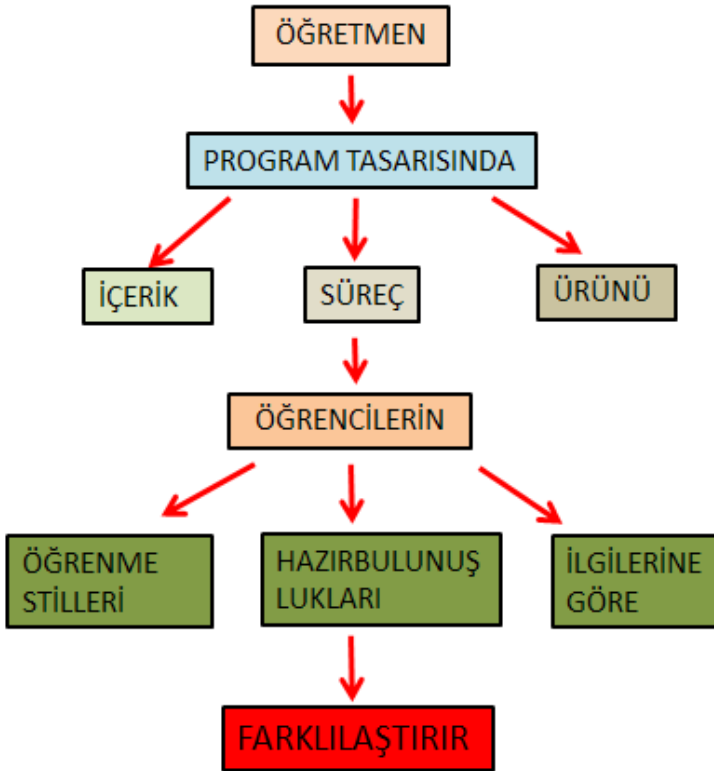 ÖĞRETMEN
PROGRAM TASARISINDA
İÇERİK
SÜREÇ
ÜRÜNÜ
ÖĞRENCİLERİN
ÖĞRENME
STİLLERİ
HAZIRBULUNUŞ
LUKLARI
İLGİLERİNE
GÖRE
FARKLILAŞTIRIR